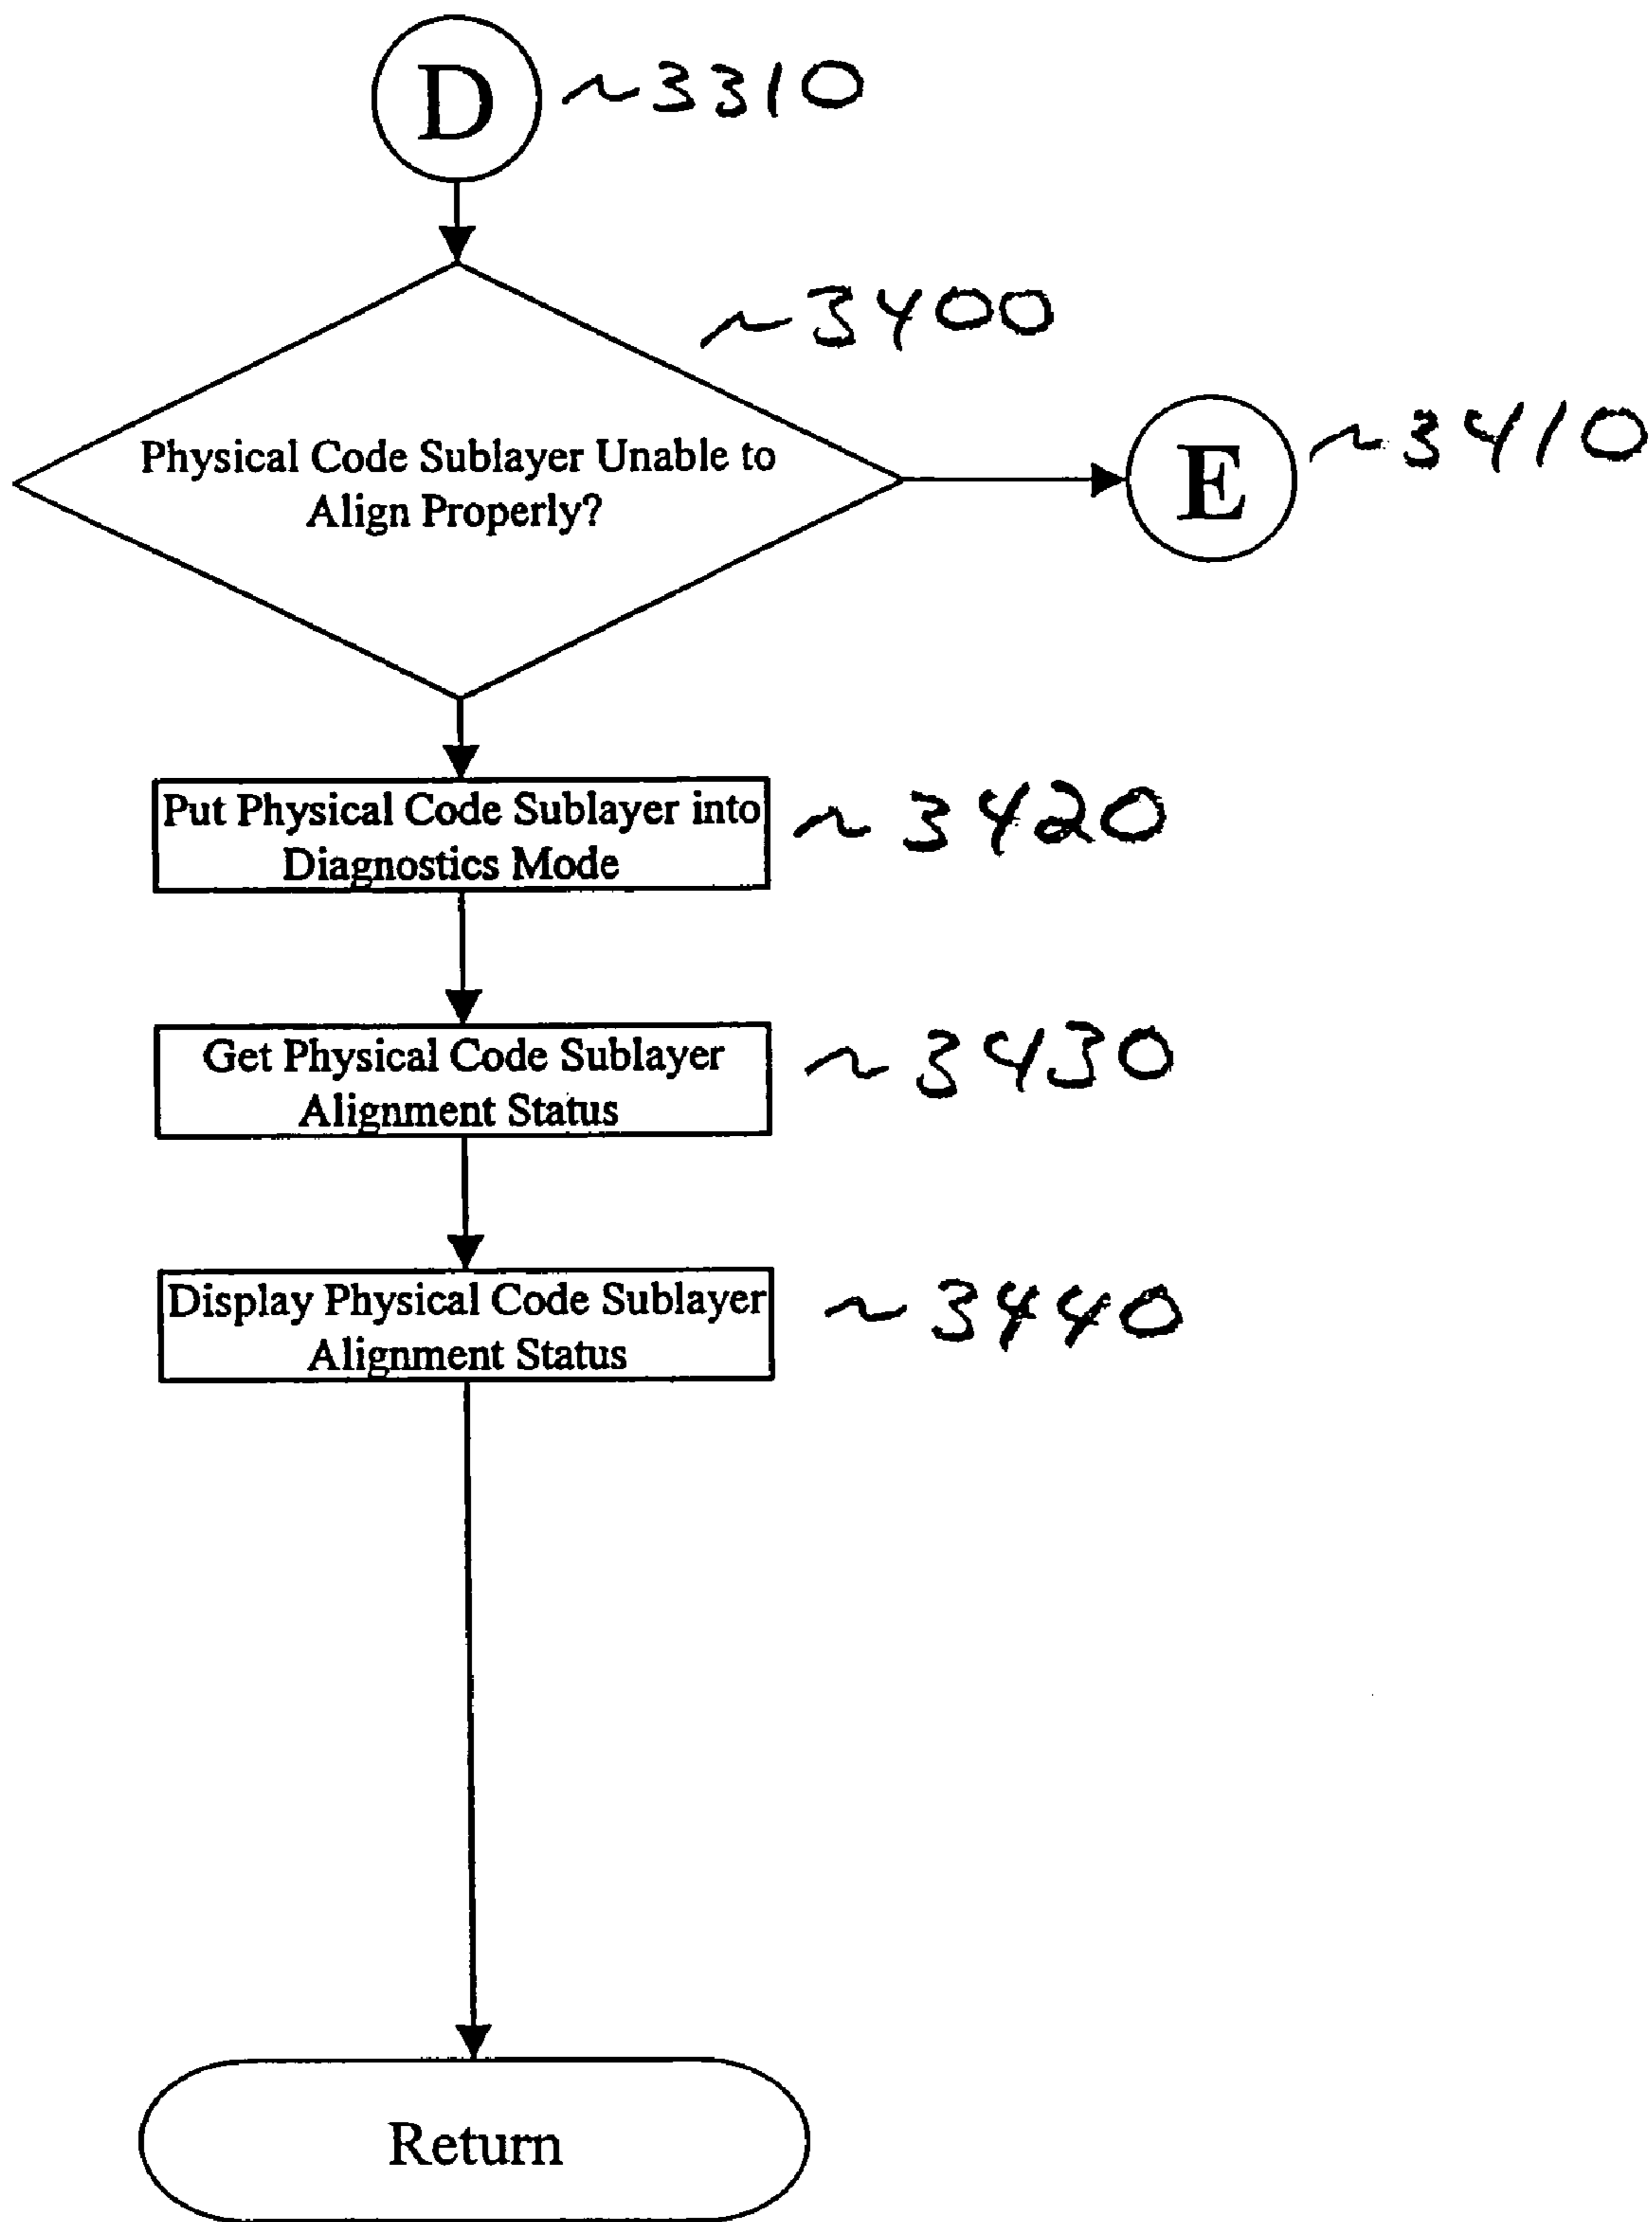 D ~3310
~3400
Physical Code Sublayer Unable to
Align Properly?
E ~3410
Put Physical Code Sublayer into
Diagnostics Mode
~3420
Get Physical Code Sublayer
Alignment Status
~3430
Display Physical Code Sublayer
Alignment Status
~3440
Return